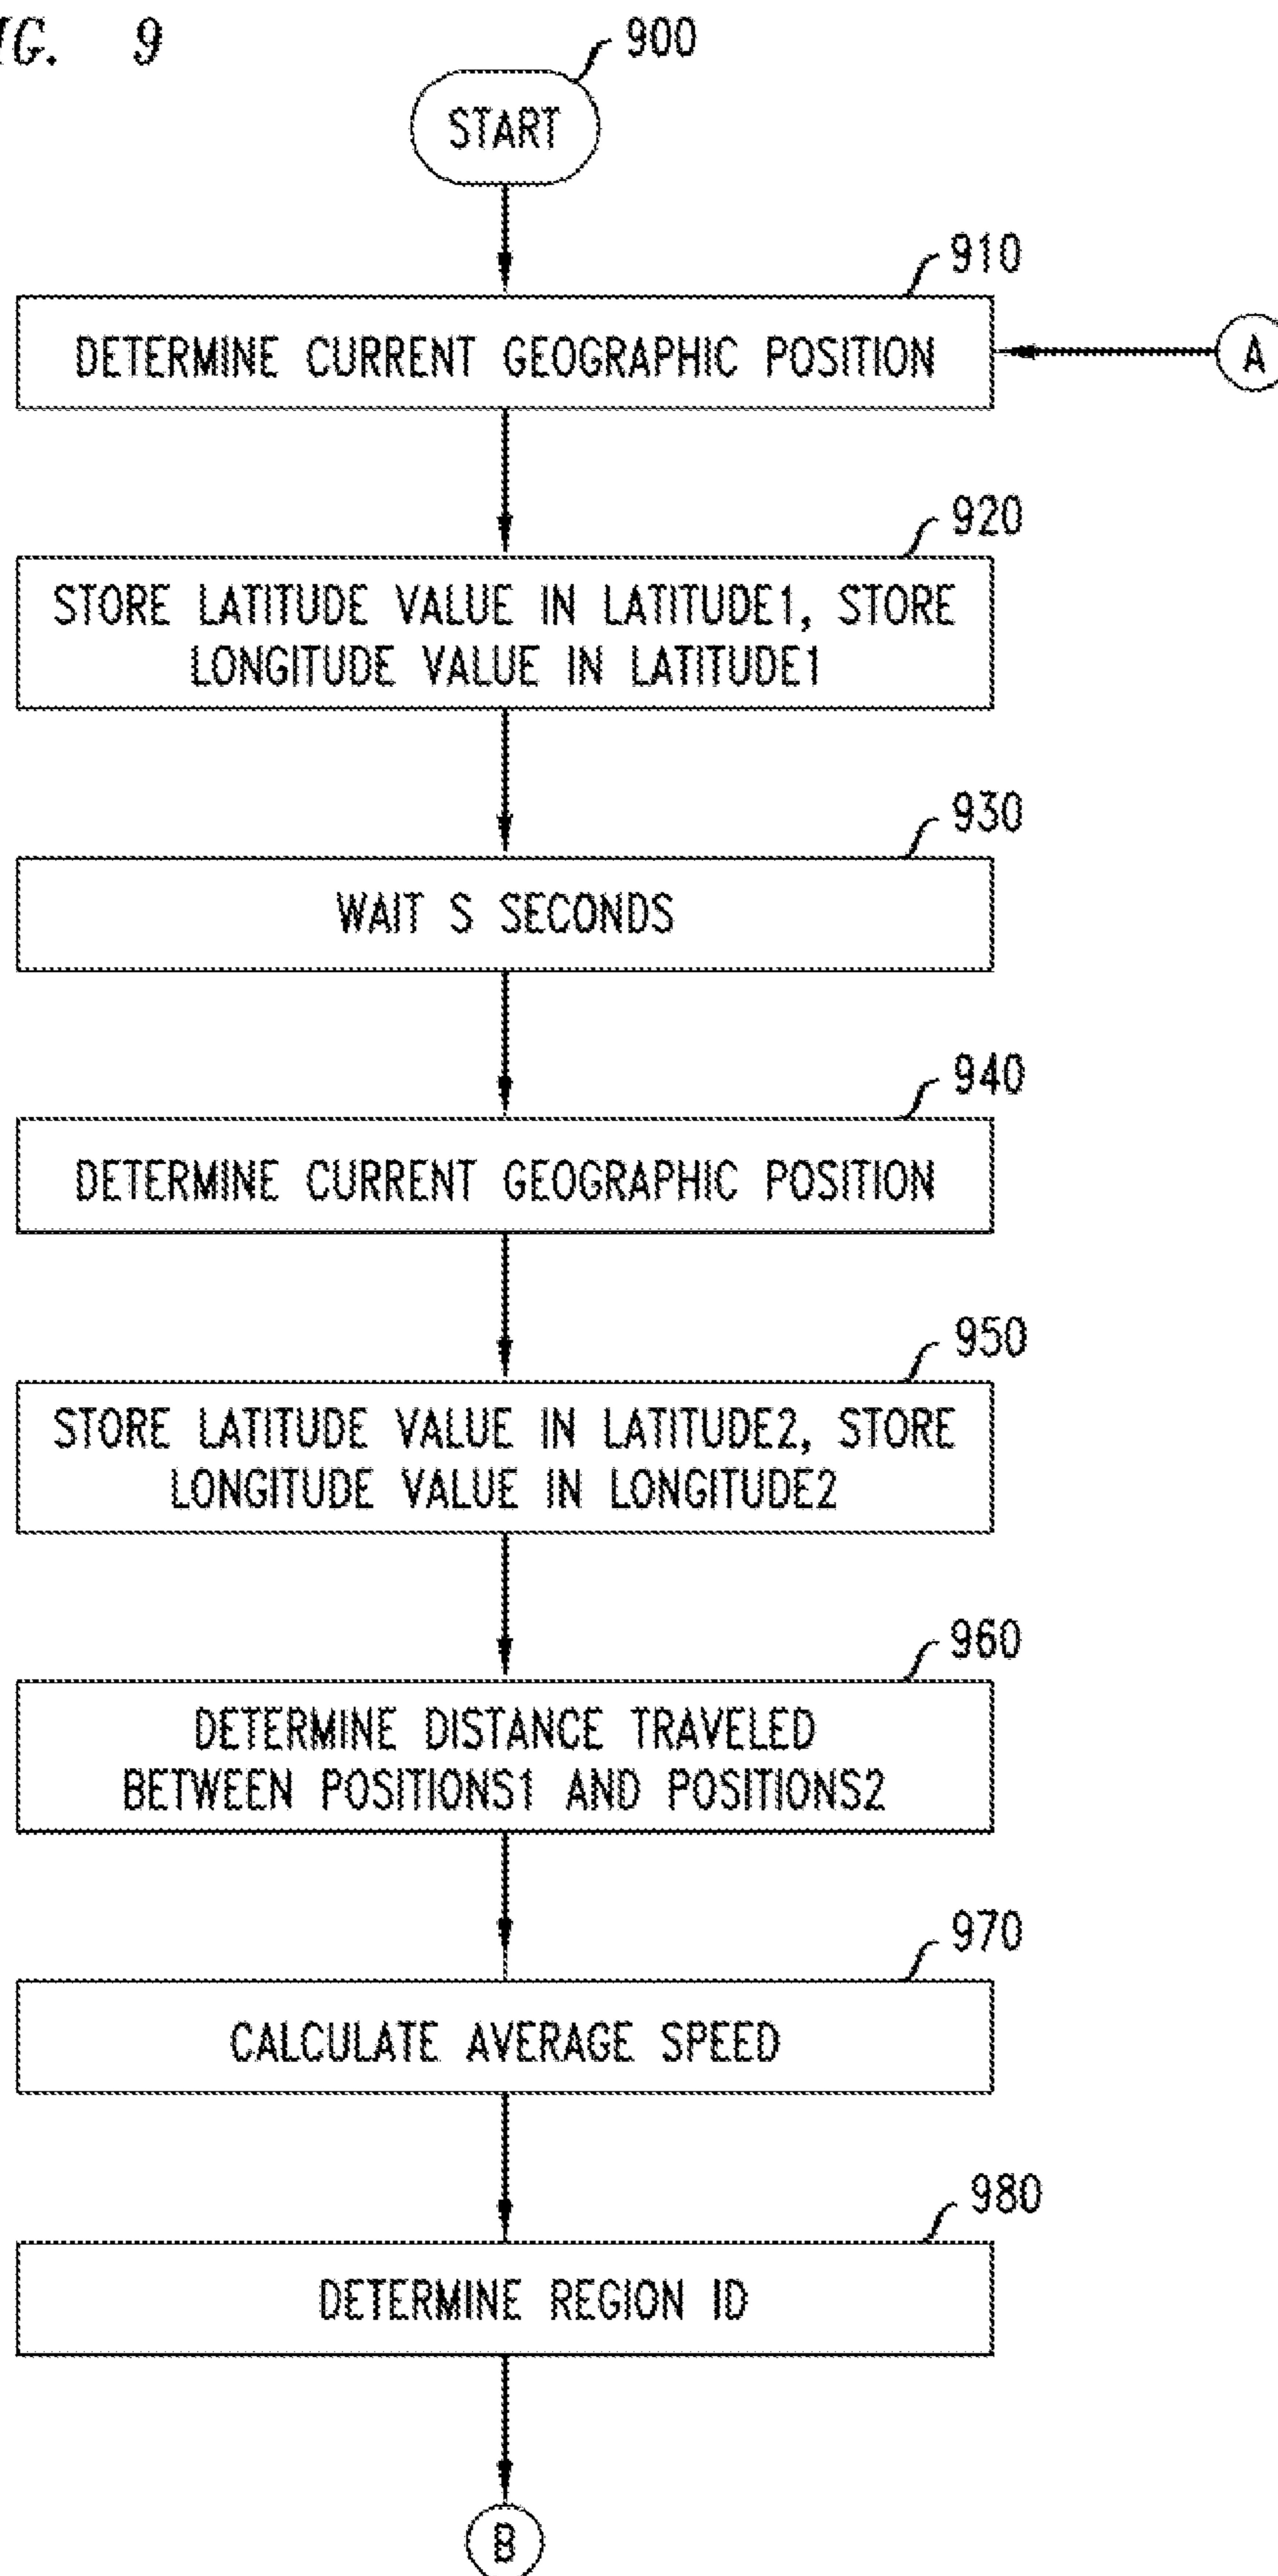 IG. 9
900
START
910
DETERMINE CURRENT GEOGRAPHIC POSITION
A
920
STORE LATITUDE VALUE IN LATITUDE1, STORE
LONGITUDE VALUE IN LATITUDE1
930
WAIT S SECONDS
940
DETERMINE CURRENT GEOGRAPHIC POSITION
950
STORE LATITUDE VALUE IN LATITUDE2, STORE
LONGITUDE VALUE IN LONGITUDE2
960
DETERMINE DISTANCE TRAVELED
BETWEEN POSITIONS1 AND POSITIONS2
970
CALCULATE AVERAGE SPEED
980
DETERMINE REGION ID
B